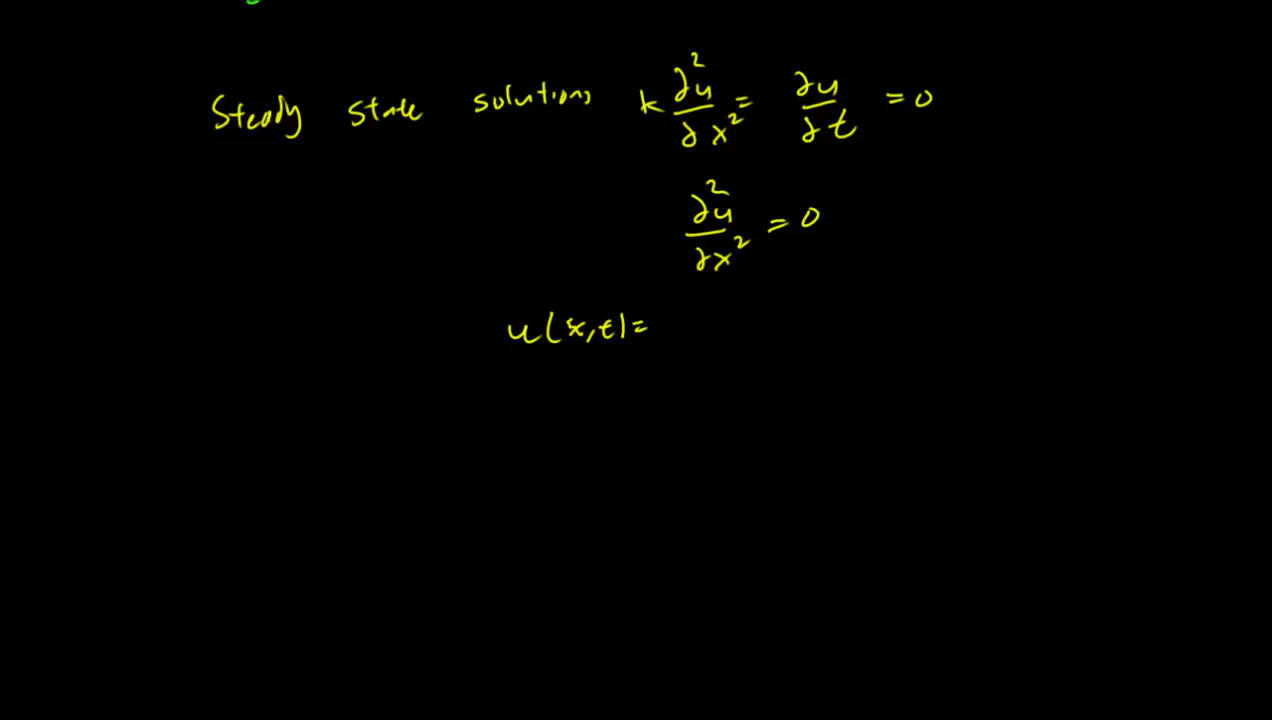 Steady state solutions k ∂²u/∂x² = ∂u/∂t = 0
∂²u/∂x² = 0
u(x,t)=